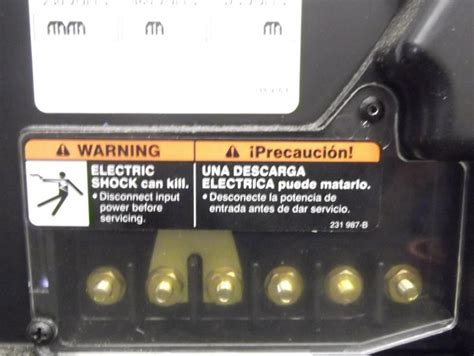 WARNING
ELECTRIC
SHOCK can kill.
• Disconnect input
power before
servicing.
¡Precaución!
UNA DESCARGA
ELECTRICA puede matarlo.
• Desconecte la potencia de
entrada antes de dar servicio.
231 987-B